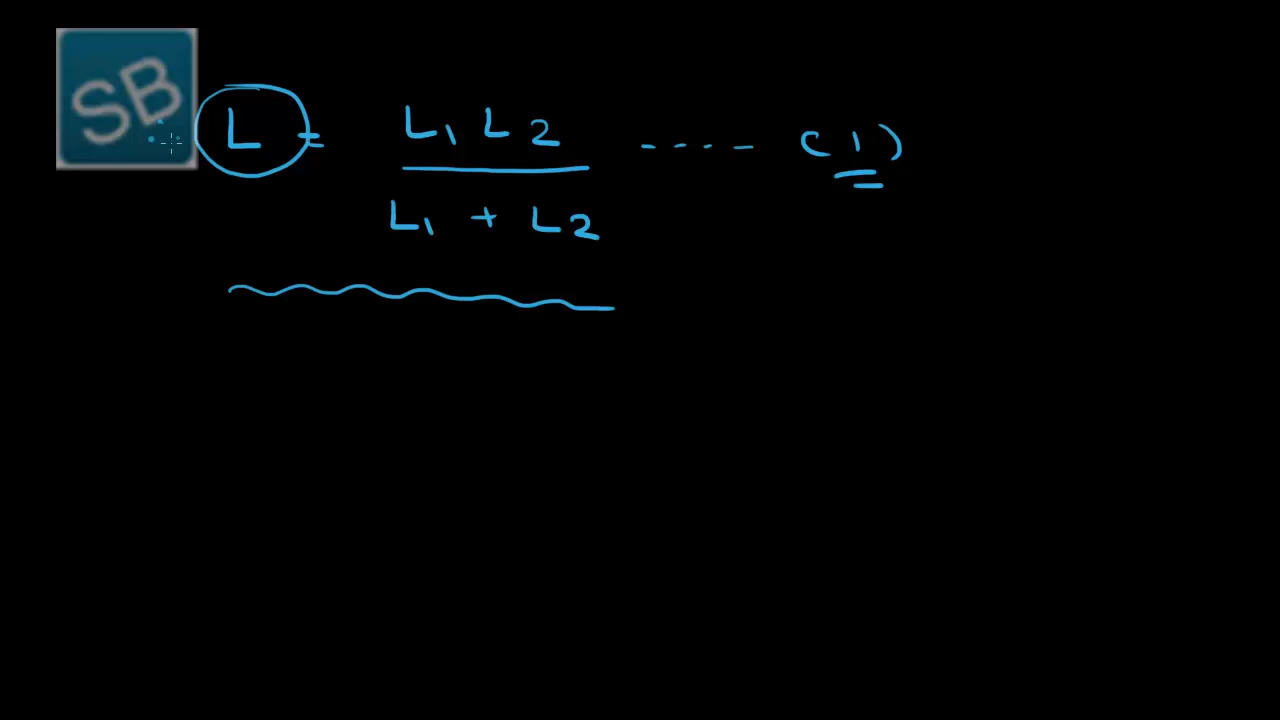 SB
L = L₁ L₂ / L₁ + L₂ ---- (1)